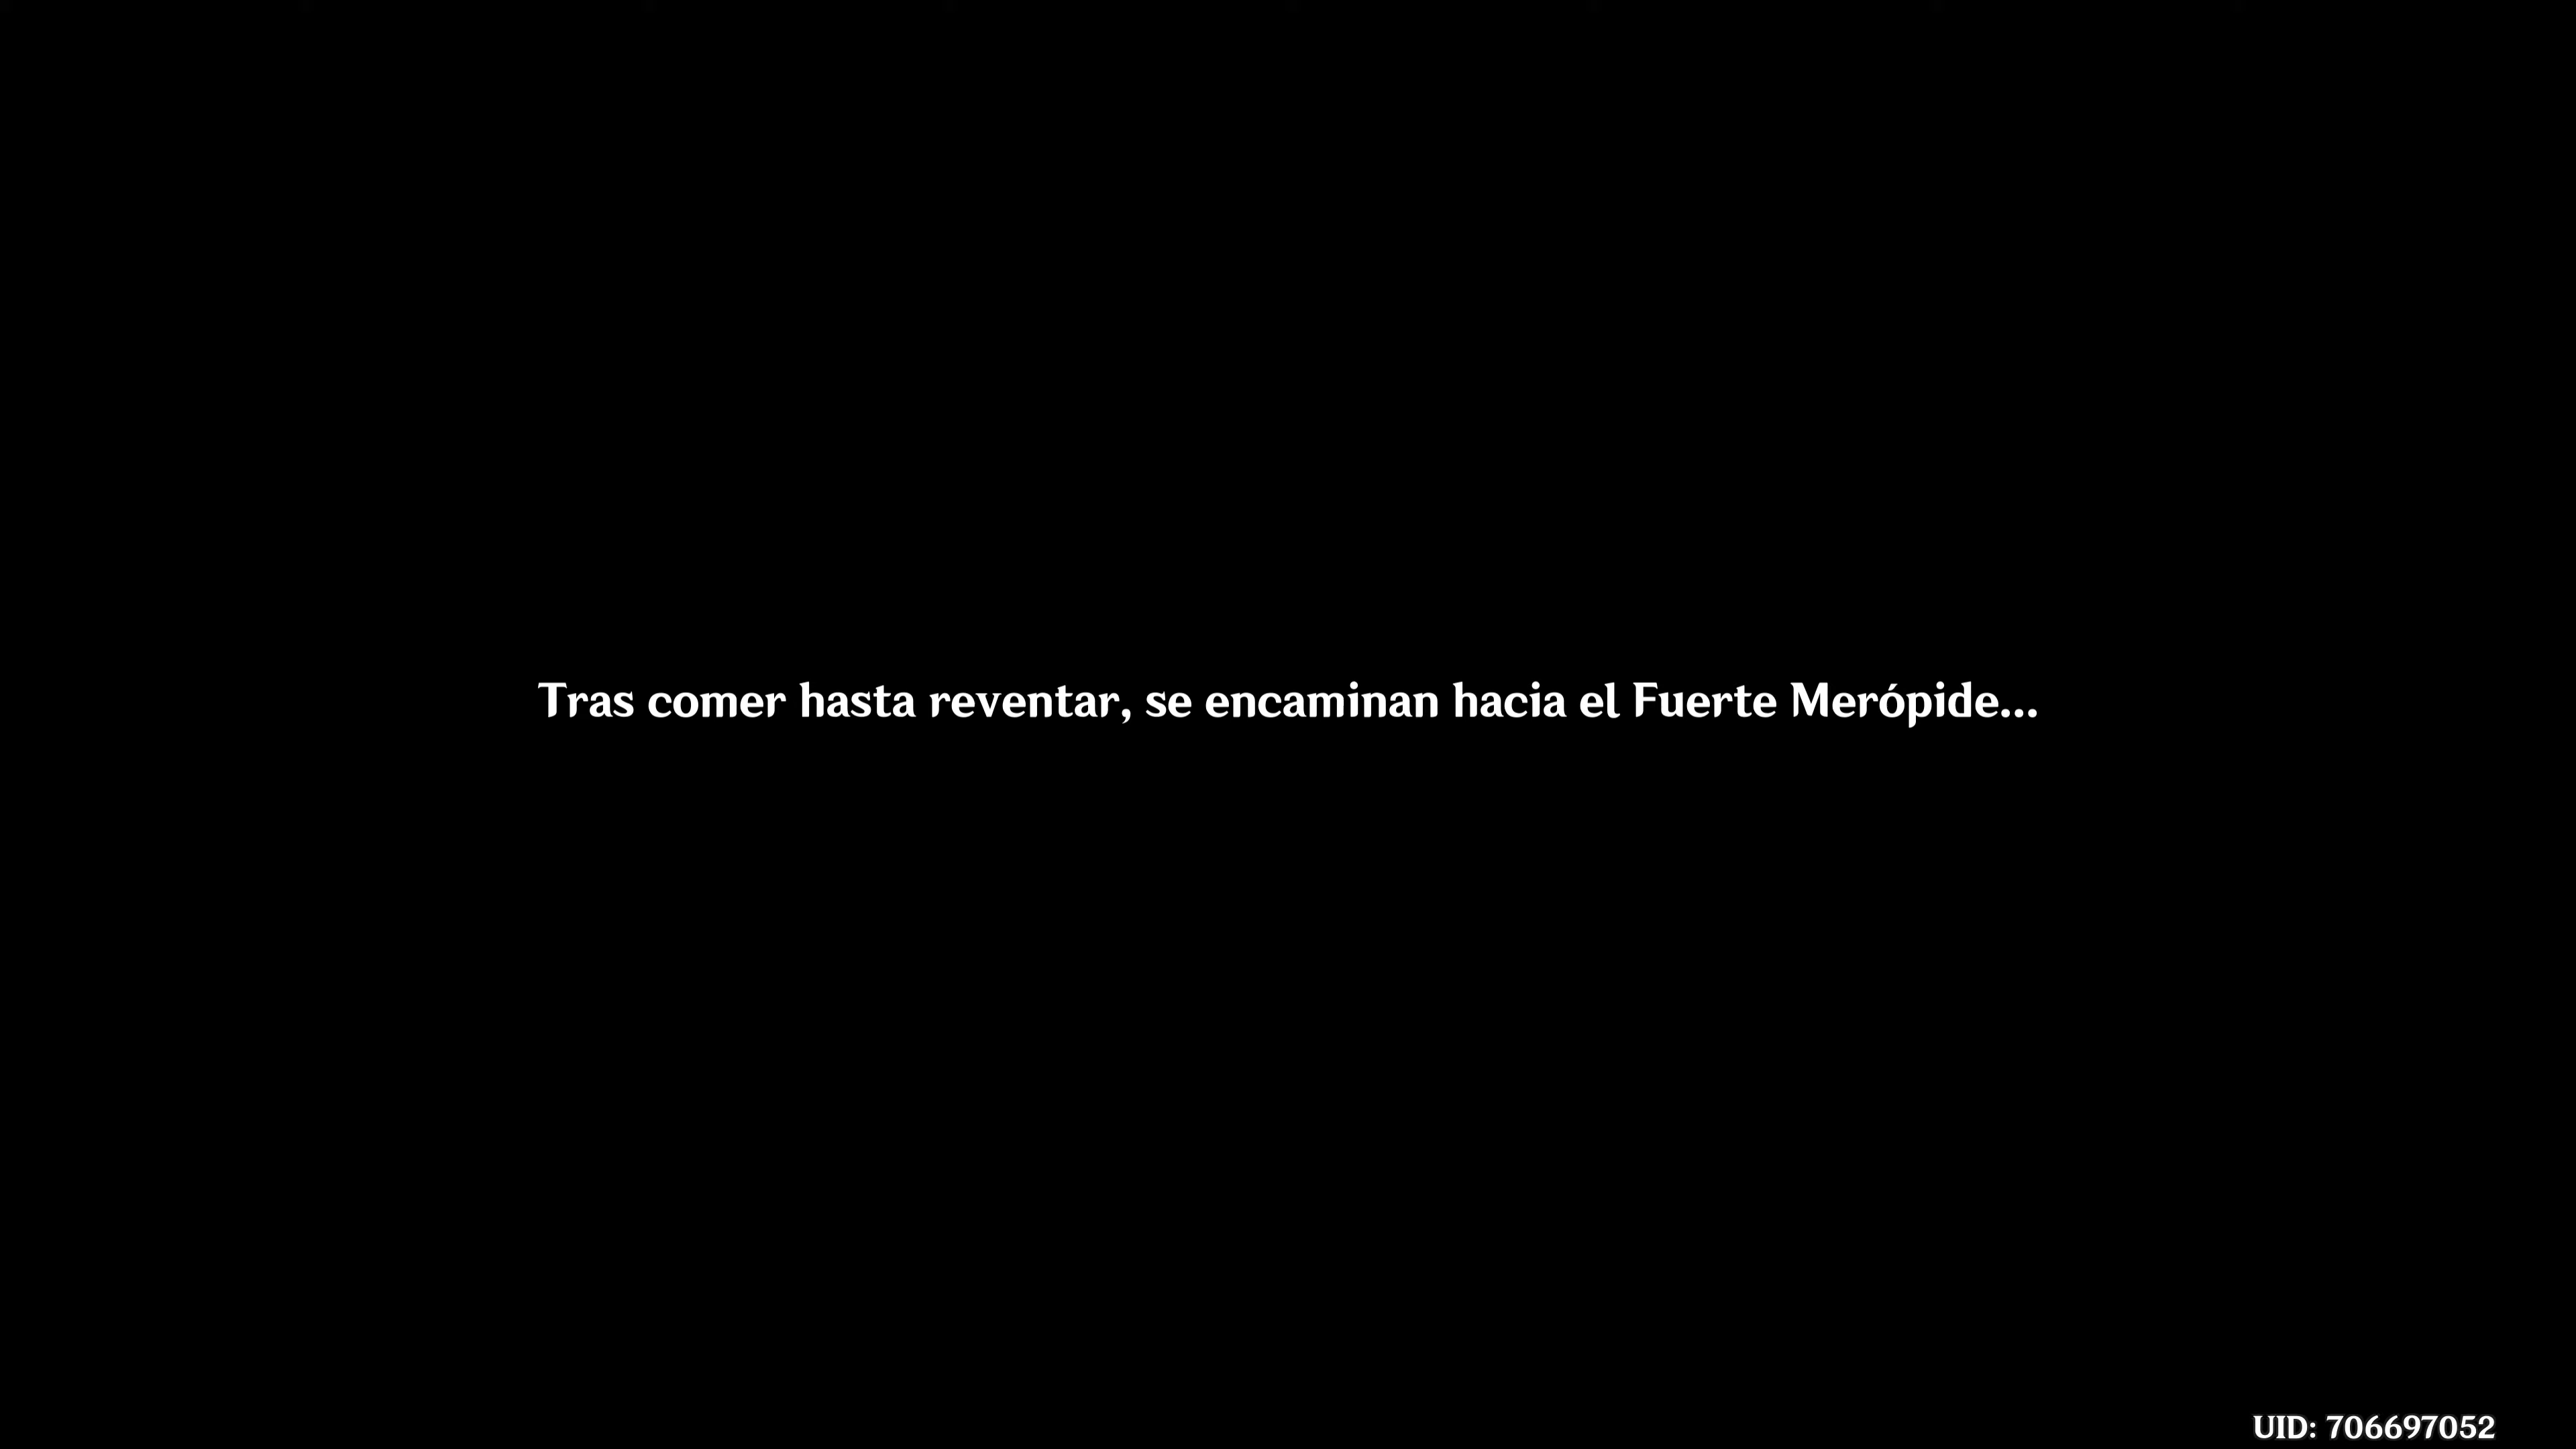 Tras comer hasta reventar, se encaminan hacia el Fuerte Merópide...
UID: 706697052